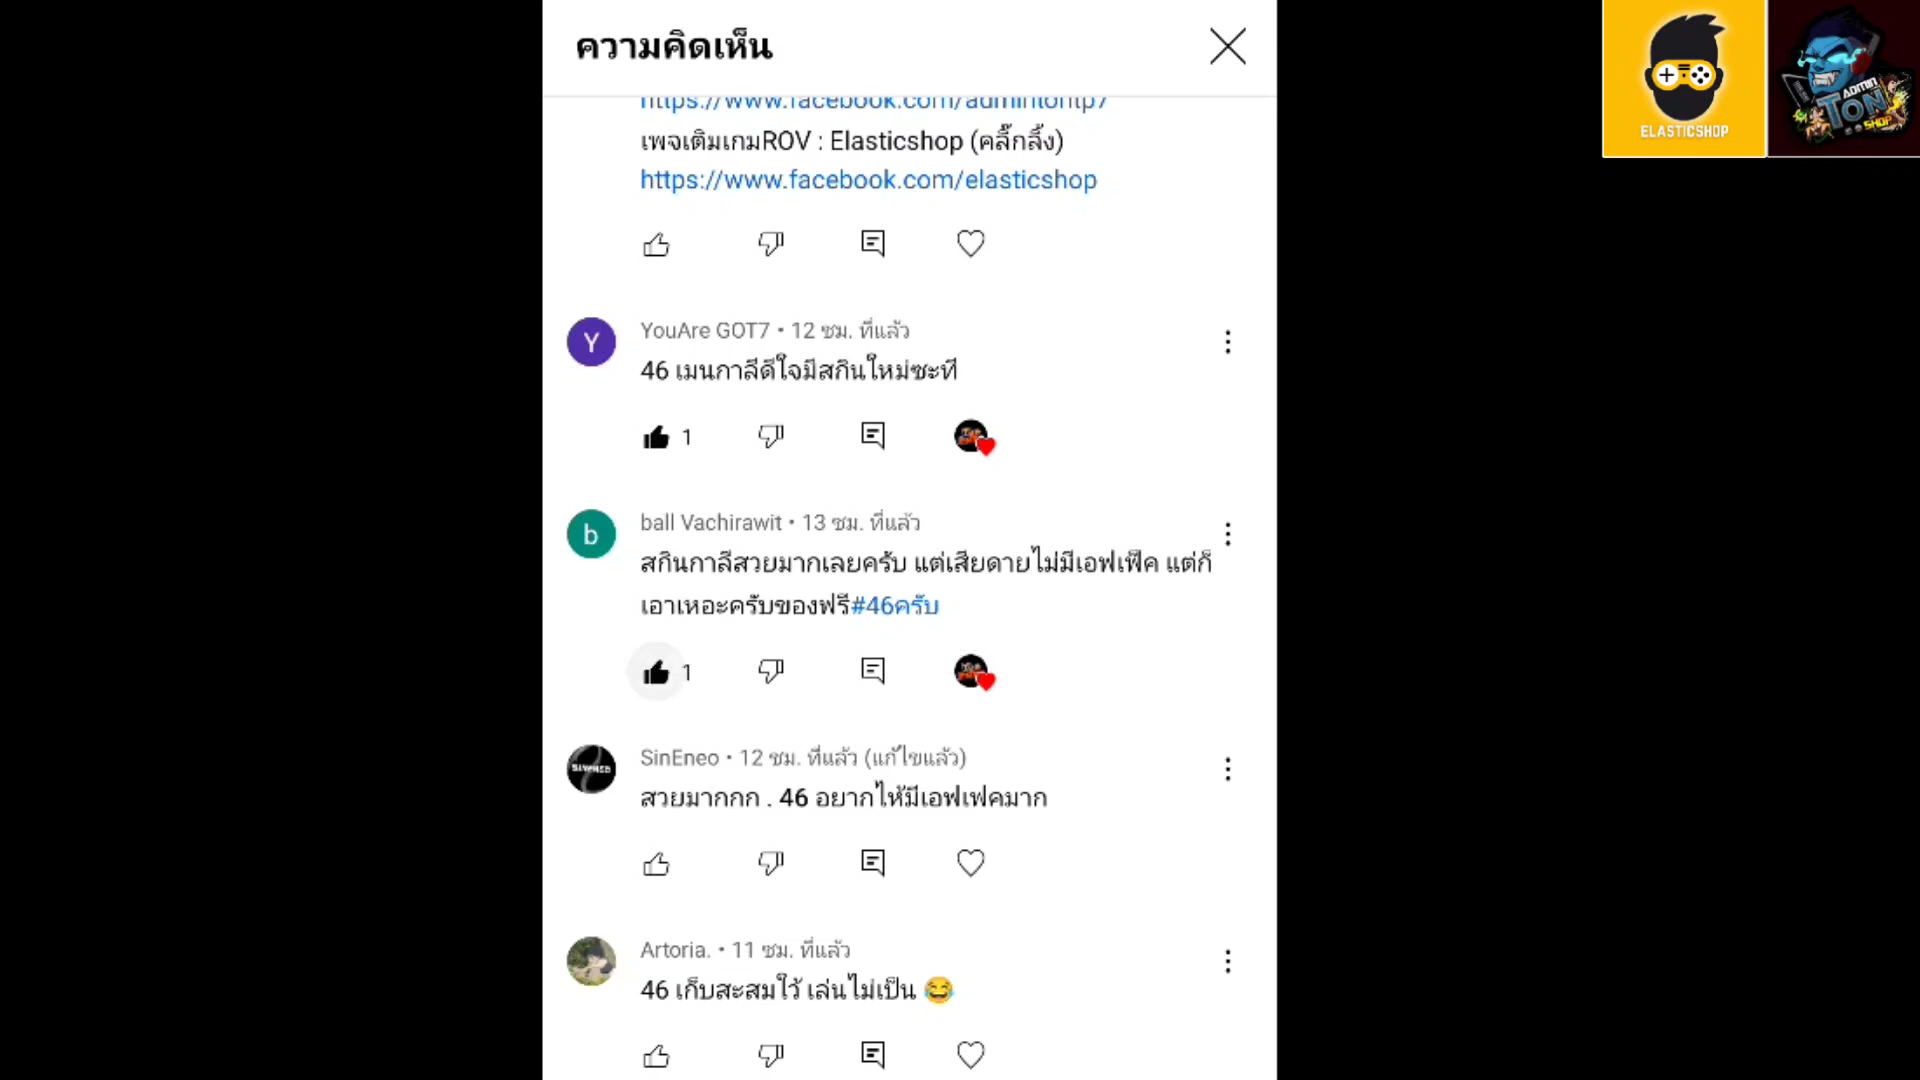 ความคิดเห็น
https://www.facebook.com/admintontp7
เพจเติมเกมROV : Elasticshop (คลิ๊กลิ้ง)
https://www.facebook.com/elasticshop
YouAre GOT7 • 12 ชม. ที่แล้ว
46 เมนกาลีดีใจมีสกินใหม่ซะที
1
ball Vachirawit • 13 ชม. ที่แล้ว
สกินกาลีสวยมากเลยครับ แต่เสียดายไม่มีเอฟเฟ็ค แต่ก็
เอาเหอะครับของฟรี#46ครับ
1
SinEneo • 12 ชม. ที่แล้ว (แก้ไขแล้ว)
สวยมากกก . 46 อยากไห้มีเอฟเฟคมาก
Artoria. • 11 ชม. ที่แล้ว
46 เก็บสะสมใว้ เล่นไม่เป็น 😂
ELASTICSHOP
ADMIN
TON
SHOP
Y
b
SINENEO